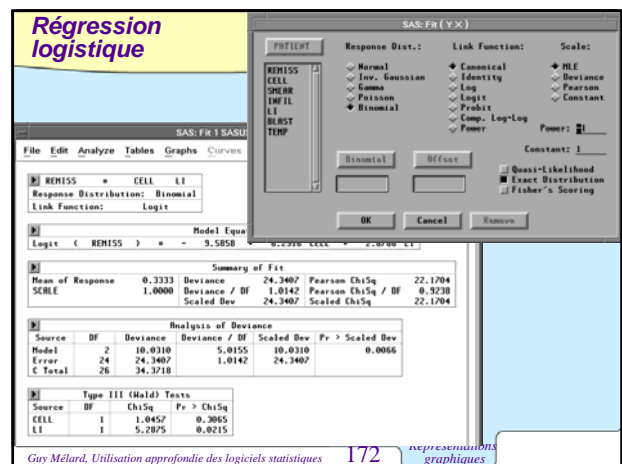 Régression
logistique
SAS: Fit ( Y X )
PATIENT
REMISS
CELL
SMEAR
INFIL
LI
BLAST
TEMP
Response Dist.:
Normal
Inv. Gaussian
Gamma
Poisson
Binomial
Link Function:
Canonical
Identity
Log
Logit
Probit
Comp. Log-Log
Power
Scale:
MLE
Deviance
Pearson
Constant
Power:
Constant: 1
Binomial
Offset
Quasi-Likelihood
Exact Distribution
Fisher's Scoring
OK Cancel Remove
SAS: Fit 1 SASUS
File Edit Analyze Tables Graphs Curves
REMISS = CELL LI
Response Distribution: Binomial
Link Function: Logit
Model Equa
Logit ( REMISS ) = - 9.5858 CELL LI
Summary of Fit
Mean of Response 0.3333 Deviance 24.3407 Pearson ChiSq 22.1704
SCALE 1.0000 Deviance / DF 1.0142 Pearson ChiSq / DF 0.9238
Scaled Dev 24.3407 Scaled ChiSq 22.1704
Analysis of Deviance
Source DF Deviance Deviance / DF Scaled Dev Pr > Scaled Dev
Model 2 10.0310 5.0155 10.0310 0.0066
Error 24 24.3407 1.0142 24.3407
C Total 26 34.3718
Type III (Wald) Tests
Source DF ChiSq Pr > ChiSq
CELL 1 1.0457 0.3065
LI 1 5.2875 0.0215
Guy Mélard, Utilisation approfondie des logiciels statistiques 172 Représentations
graphiques